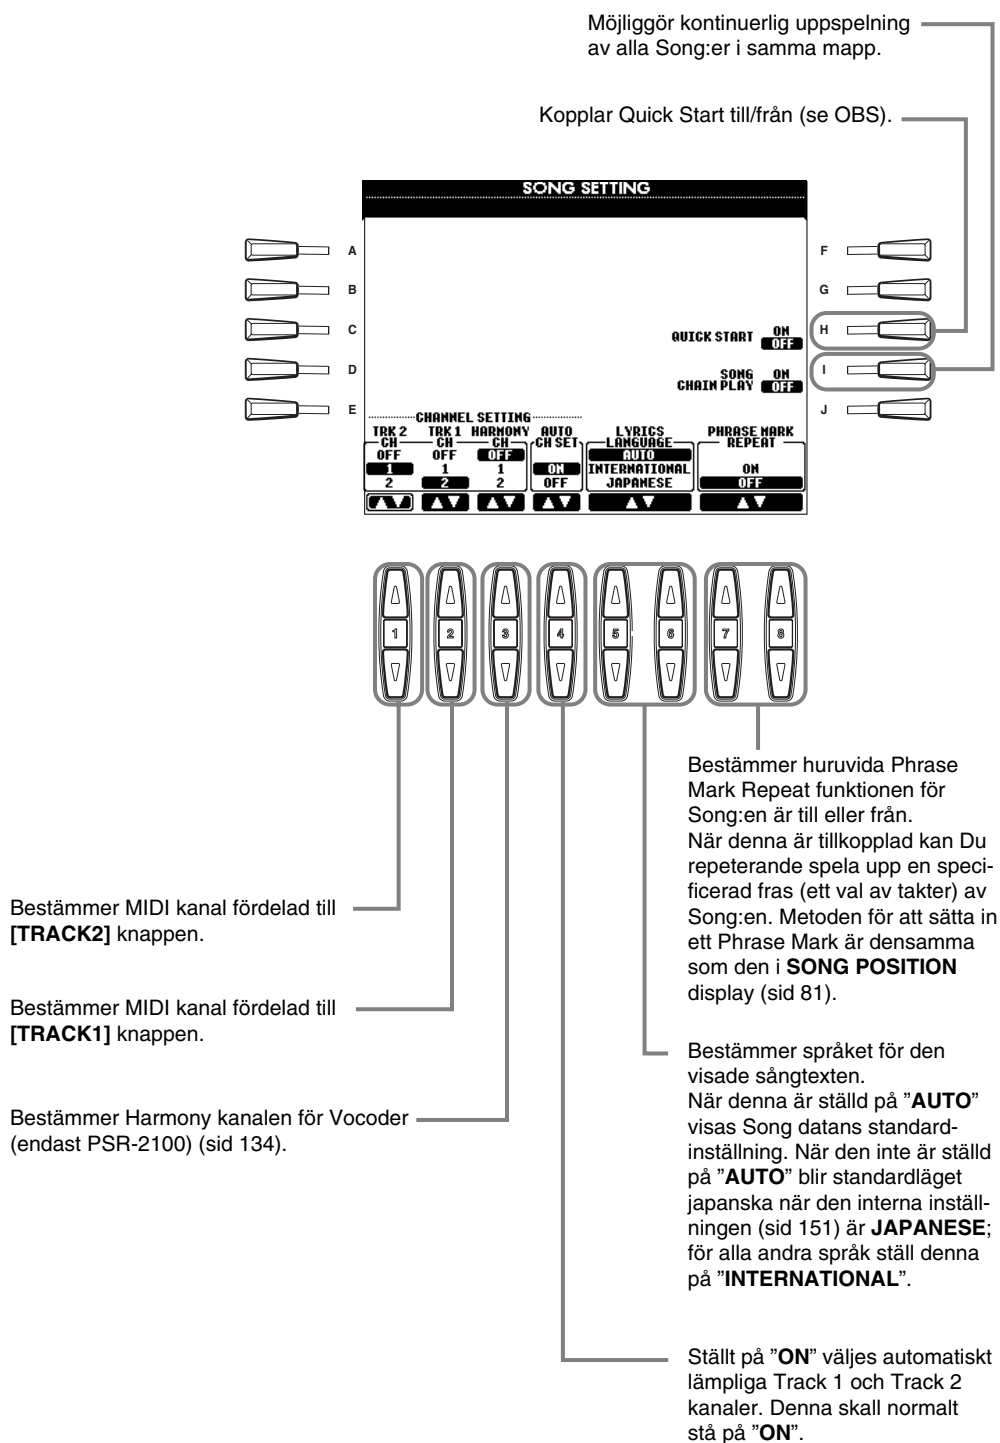 Möjliggör kontinuerlig uppspelning
av alla Song:er i samma mapp.
Kopplar Quick Start till/från (se OBS).
SONG SETTING
A
B
C
D
E
F
G
H
I
J
QUICK START ON
OFF
SONG ON
CHAIN PLAY OFF
CHANNEL SETTING
TRK 2 TRK 1 HARMONY AUTO LYRICS PHRASE MARK
CH CH CH CH SET LANGUAGE REPEAT
OFF OFF OFF AUTO
1 1 1 ON INTERNATIONAL ON
2 2 2 OFF JAPANESE OFF
1 2 3 4 5 6 7 8
Bestämmer huruvida Phrase
Mark Repeat funktionen för
Song:en är till eller från.
När denna är tillkopplad kan Du
repeterande spela upp en speci-
ficerad fras (ett val av takter) av
Song:en. Metoden för att sätta in
ett Phrase Mark är densamma
som den i SONG POSITION
display (sid 81).
Bestämmer MIDI kanal fördelad till
[TRACK2] knappen.
Bestämmer MIDI kanal fördelad till
[TRACK1] knappen.
Bestämmer Harmony kanalen för Vocoder
(endast PSR-2100) (sid 134).
Bestämmer språket för den
visade sångtexten.
När denna är ställd på ”AUTO”
visas Song datans standard-
inställning. När den inte är ställd
på ”AUTO” blir standardläget
japanska när den interna inställ-
ningen (sid 151) är JAPANESE;
för alla andra språk ställ denna
på ”INTERNATIONAL”.
Ställt på ”ON” väljes automatiskt
lämpliga Track 1 och Track 2
kanaler. Denna skall normalt
stå på ”ON”.